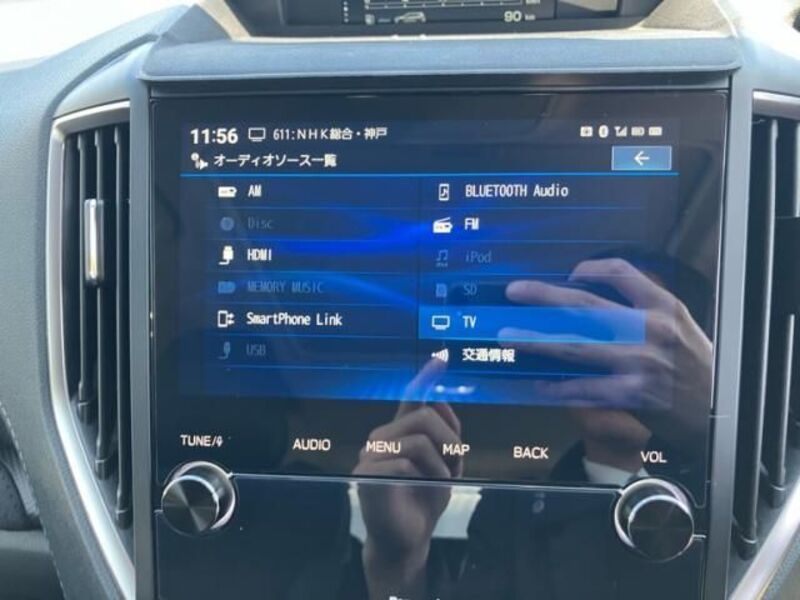 90 km
11:56 611:NHK総合・神戸
オーディオソース一覧
AM
BLUETOOTH Audio
Disc
FM
HDMI
iPod
MEMORY MUSIC
SD
SmartPhone Link
TV
USB
交通情報
TUNE/
AUDIO
MENU
MAP
BACK
VOL